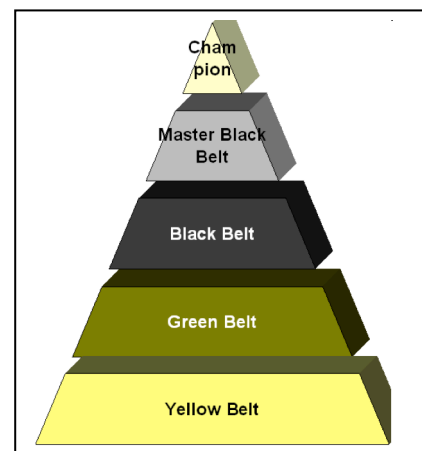 Cham
pion
Master Black
Belt
Black Belt
Green Belt
Yellow Belt